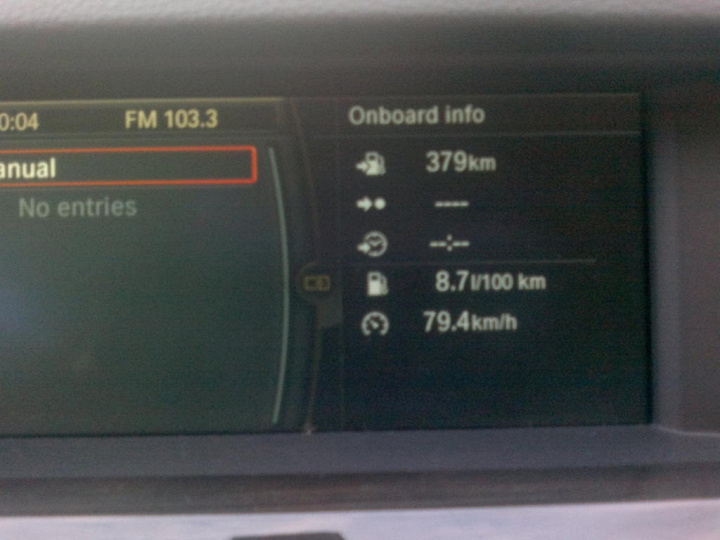 0:04 FM 103.3
anual
No entries
Onboard info
379km
----
--:--
8.7l/100 km
79.4km/h